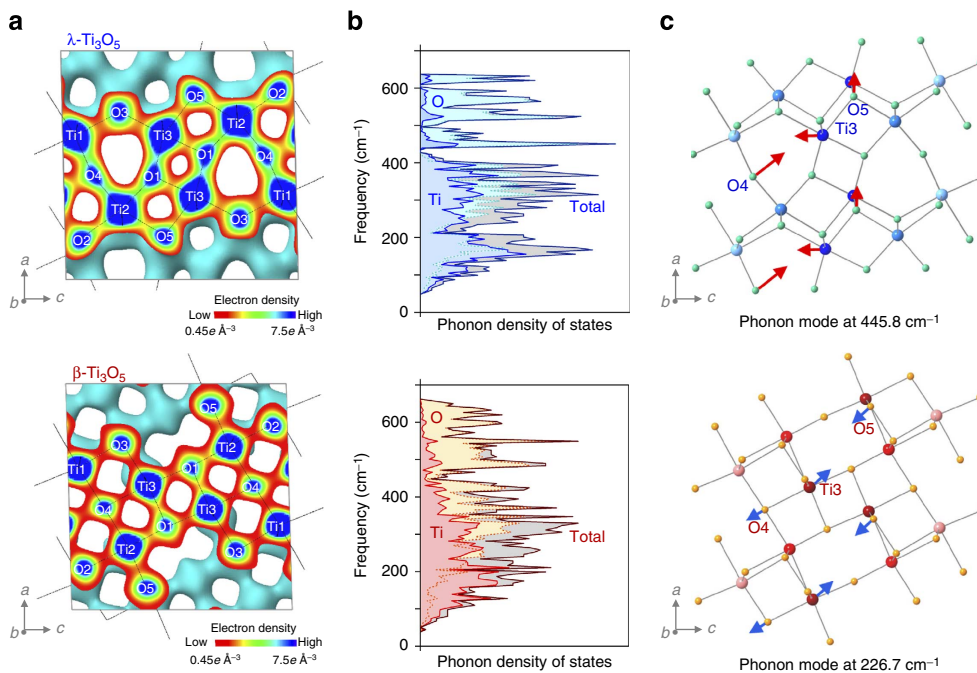 a
λ-Ti₃O₅
O2
O5
O3
Ti2
Ti1
Ti3
O1
O4
O4
O1
Ti3
Ti1
Ti2
O3
O2
O5
a
b
c
Electron density
Low
High
0.45e Å⁻³
7.5e Å⁻³
β-Ti₃O₅
O5
O2
O3
Ti2
Ti1
O1
Ti3
O4
O4
Ti3
O1
Ti1
Ti2
O3
O2
O5
a
b
c
Electron density
Low
High
0.45e Å⁻³
7.5e Å⁻³
b
Frequency (cm⁻¹)
600
400
200
0
O
Ti
Total
Phonon density of states
Frequency (cm⁻¹)
600
400
200
0
O
Ti
Total
Phonon density of states
c
O5
Ti3
O4
a
b
c
Phonon mode at 445.8 cm⁻¹
O5
Ti3
O4
a
b
c
Phonon mode at 226.7 cm⁻¹